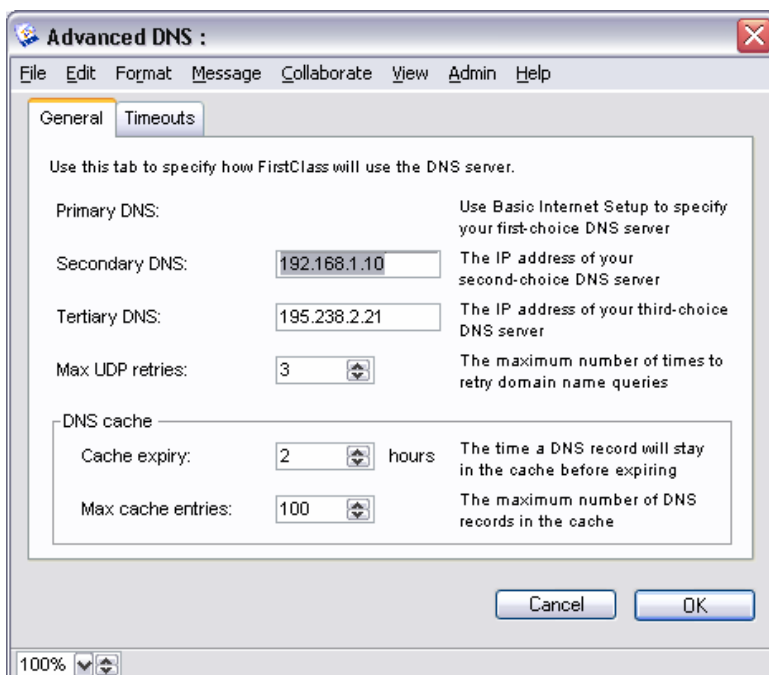 Advanced DNS :
File Edit Format Message Collaborate View Admin Help
General Timeouts
Use this tab to specify how FirstClass will use the DNS server.
Primary DNS:
Use Basic Internet Setup to specify
your first-choice DNS server
Secondary DNS:
192.168.1.10
The IP address of your
second-choice DNS server
Tertiary DNS:
195.238.2.21
The IP address of your third-choice
DNS server
Max UDP retries:
3
The maximum number of times to
retry domain name queries
DNS cache
Cache expiry:
2
hours
The time a DNS record will stay
in the cache before expiring
Max cache entries:
100
The maximum number of DNS
records in the cache
Cancel
OK
100%